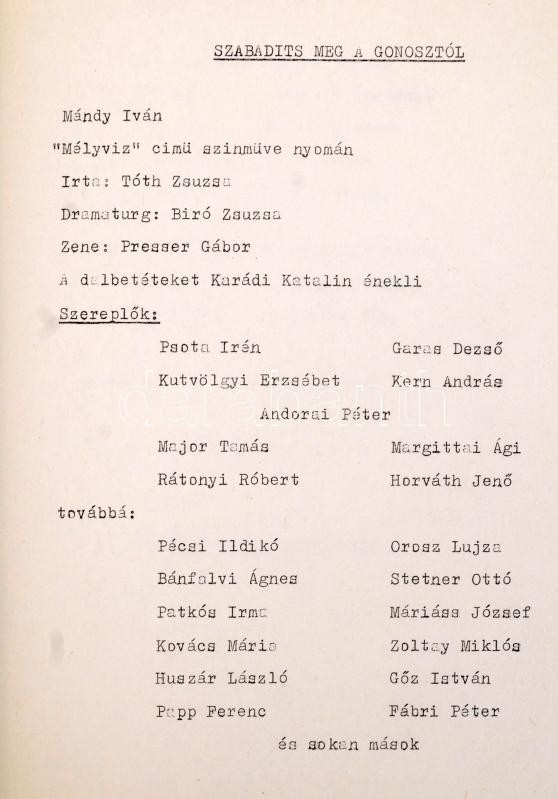 SZABADITS MEG A GONOSZTÓL
Mándy Iván
"Mélyviz" cimü szinmüve nyomán
Irta: Tóth Zsuzsa
Dramaturg: Biró Zsuzsa
Zene: Presser Gábor
A dalbetéteket Karádi Katalin énekli
Szereplők:
Psota Irén Garas Dezső
Kutvölgyi Erzsébet Kern András
darabanth
Andorai Péter
Major Tamás Margittai Ági
Rátonyi Róbert Horváth Jenő
továbbá:
Pécsi Ildikó Orosz Lujza
Bánfalvi Ágnes Stetner Ottó
Patkós Irma Máriáss József
Kovács Mária Zoltay Miklós
Huszár László Gőz István
Papp Ferenc Fábri Péter
és sokan mások